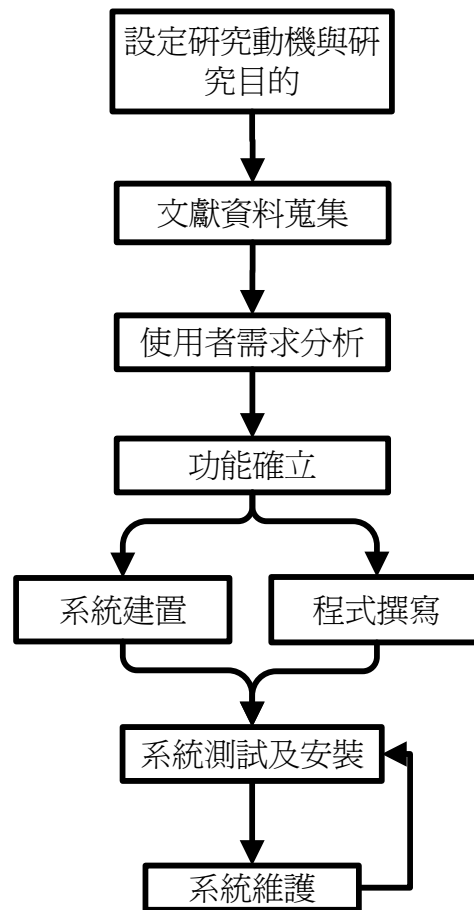 設定研究動機與研
究目的
文獻資料蒐集
使用者需求分析
功能確立
系統建置
程式撰寫
系統測試及安裝
系統維護